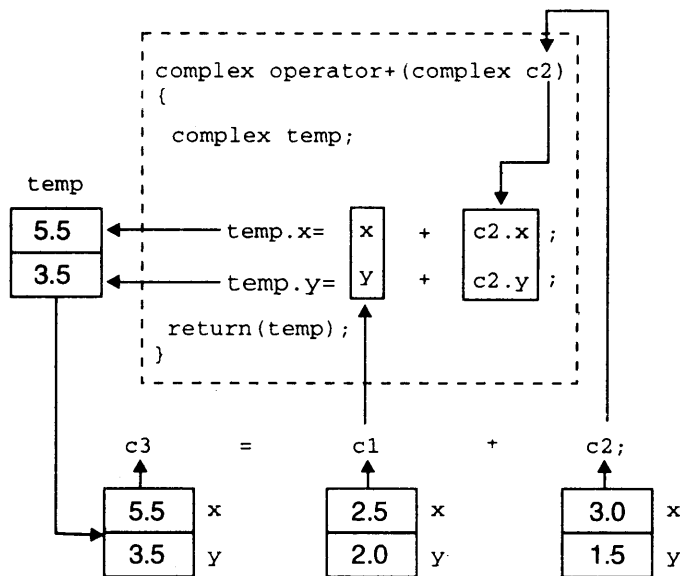 complex operator+(complex c2)
{
complex temp;
temp
5.5
temp.x= x + c2.x ;
3.5
temp.y= y + c2.y ;
return(temp);
}
c3 = c1 + c2;
5.5 x 2.5 x 3.0 x
3.5 y 2.0 y 1.5 y